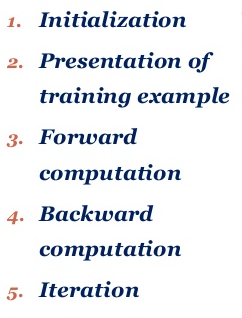 1. Initialization
2. Presentation of
training example
3. Forward
computation
4. Backward
computation
5. Iteration